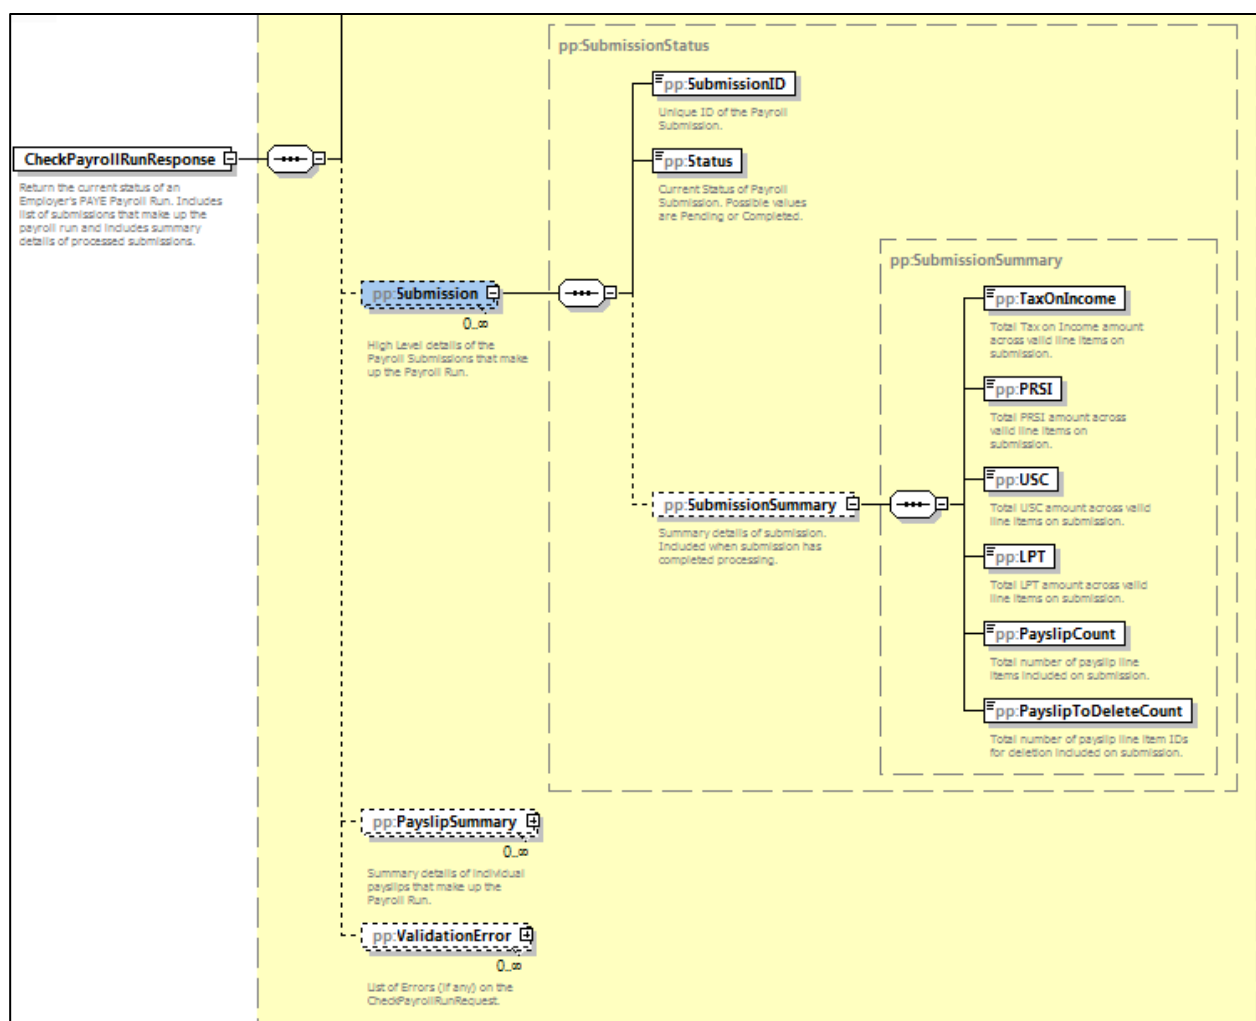 pp:SubmissionStatus
pp:SubmissionID
Unique ID of the Payroll
Submission.
CheckPayrollRunResponse
Return the current status of an
Employer's PAYE Payroll Run. Includes
list of submissions that make up the
payroll run and includes summary
details of processed submissions.
pp:Status
Current Status of Payroll
Submission. Possible values
are Pending or Completed.
pp:Submission
0..∞
High Level details of the
Payroll Submissions that make
up the Payroll Run.
pp:SubmissionSummary
pp:TaxOnIncome
Total Tax on Income amount
across valid line items on
submission.
pp:PRSI
Total PRSI amount across
valid line items on
submission.
pp:SubmissionSummary
Summary details of submission.
Included when submission has
completed processing.
pp:USC
Total USC amount across valid
line items on submission.
pp:LPT
Total LPT amount across valid
line items on submission.
pp:PayslipCount
Total number of payslip line
items included on submission.
pp:PayslipToDeleteCount
Total number of payslip line item IDs
for deletion included on submission.
pp:PayslipSummary
0..∞
Summary details of individual
payslips that make up the
Payroll Run.
pp:ValidationError
0..∞
List of Errors (if any) on the
CheckPayrollRunRequest.